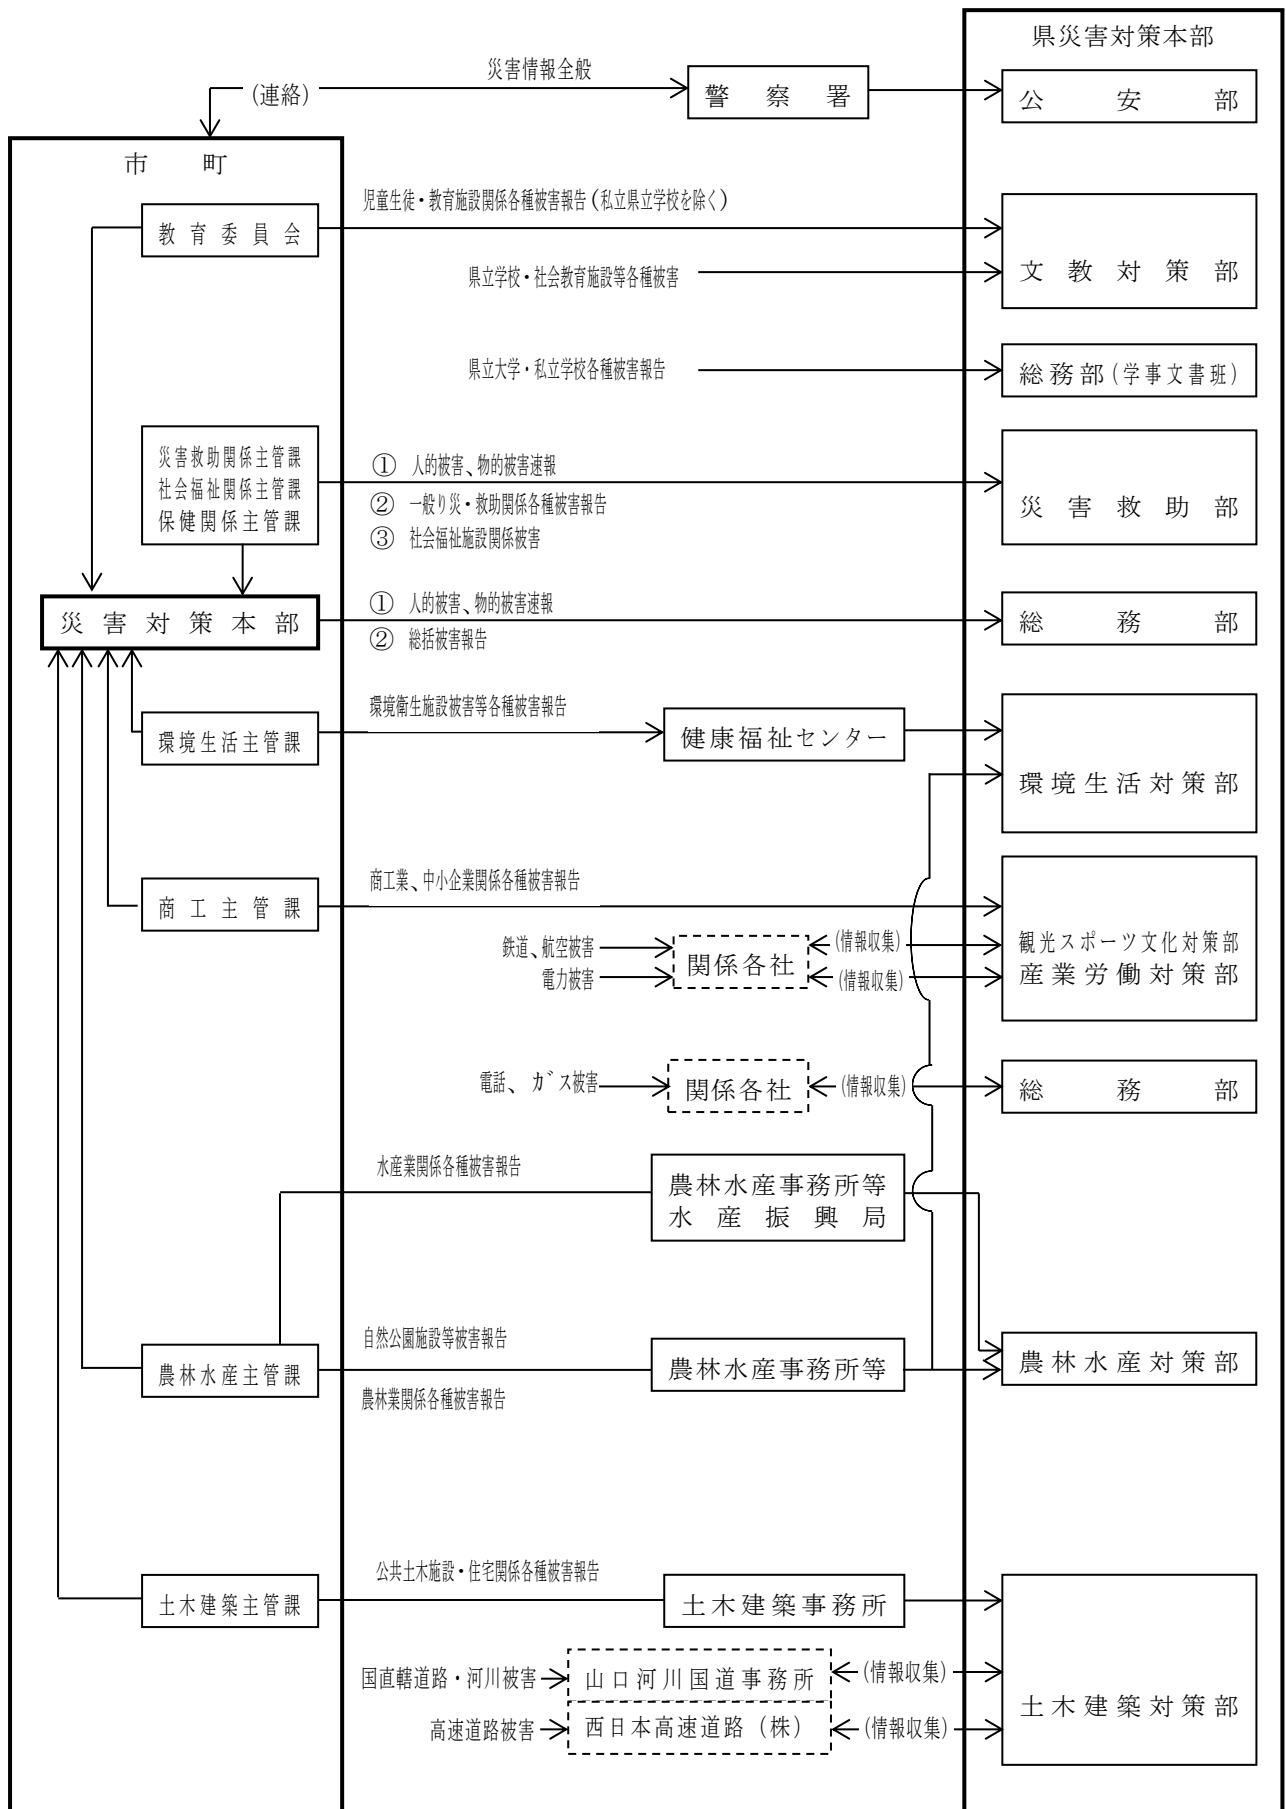 県災害対策本部
災害情報全般
(連絡)
警察署
公安部
市町
児童生徒・教育施設関係各種被害報告(私立県立学校を除く)
教育委員会
県立学校・社会教育施設等各種被害
文教対策部
県立大学・私立学校各種被害報告
総務部(学事文書班)
災害救助関係主管課
社会福祉関係主管課
保健関係主管課
① 人的被害、物的被害速報
② 一般り災・救助関係各種被害報告
③ 社会福祉施設関係被害
災害救助部
災害対策本部
① 人的被害、物的被害速報
② 総括被害報告
総務部
環境生活主管課
環境衛生施設被害等各種被害報告
健康福祉センター
環境生活対策部
商工主管課
商工業、中小企業関係各種被害報告
鉄道、航空被害
電力被害
関係各社
(情報収集)
(情報収集)
観光スポーツ文化対策部
産業労働対策部
電話、ガス被害
関係各社
(情報収集)
総務部
水産業関係各種被害報告
農林水産事務所等
水産振興局
農林水産主管課
自然公園施設等被害報告
農林業関係各種被害報告
農林水産事務所等
農林水産対策部
土木建築主管課
公共土木施設・住宅関係各種被害報告
土木建築事務所
国直轄道路・河川被害
山口河川国道事務所
(情報収集)
高速道路被害
西日本高速道路(株)
(情報収集)
土木建築対策部